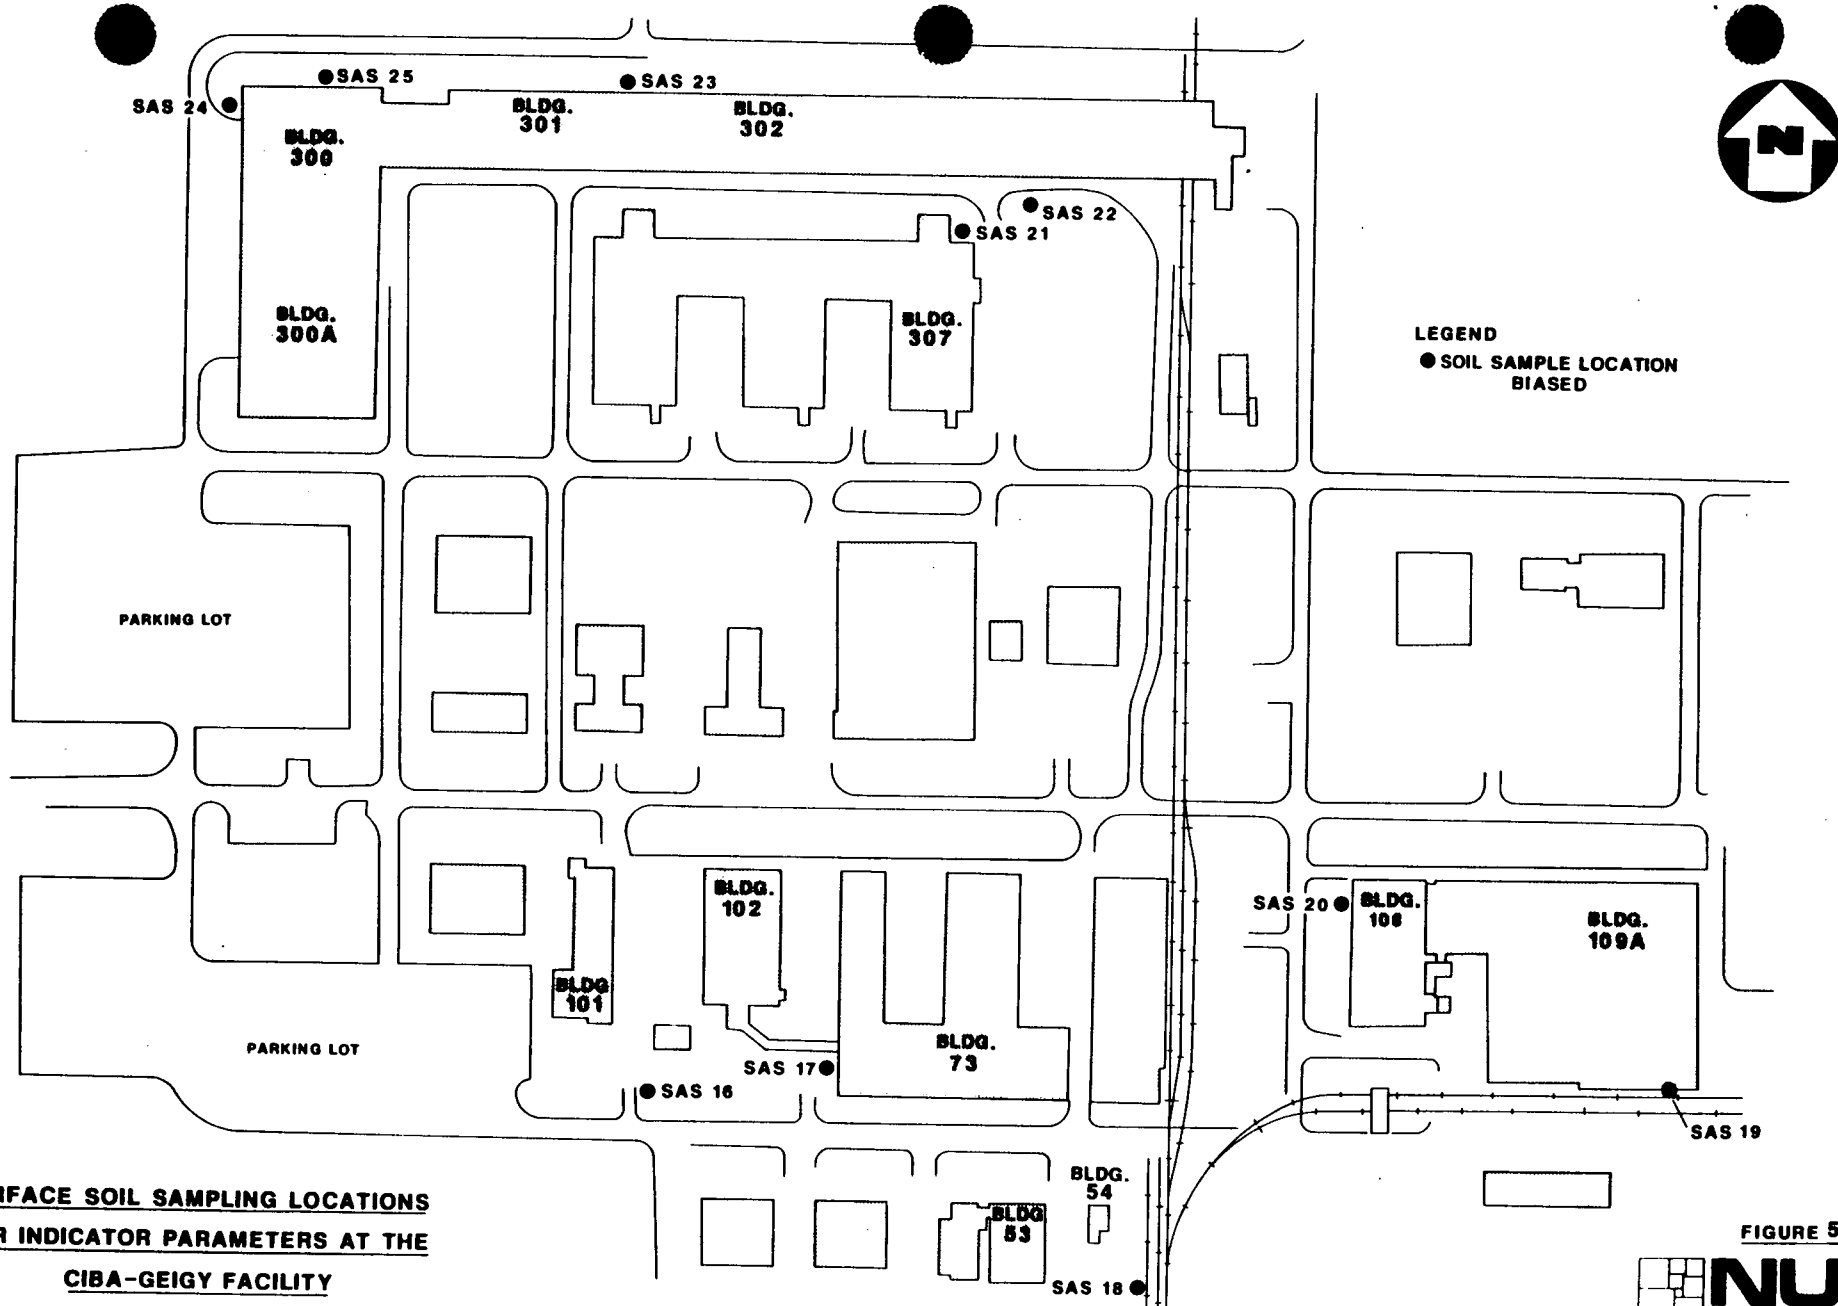 SAS 25
SAS 23
SAS 24
BLDG.
301
BLDG.
302
BLDG.
300
N
SAS 22
SAS 21
BLDG.
300A
BLDG.
307
LEGEND
SOIL SAMPLE LOCATION
BIASED
PARKING LOT
BLDG.
102
SAS 20
BLDG.
108
BLDG.
109A
BLDG
101
BLDG.
73
PARKING LOT
SAS 17
SAS 16
SAS 19
BLDG.
54
BLDG
53
SAS 18
RFACE SOIL SAMPLING LOCATIONS
R INDICATOR PARAMETERS AT THE
CIBA-GEIGY FACILITY
FIGURE 5
NU